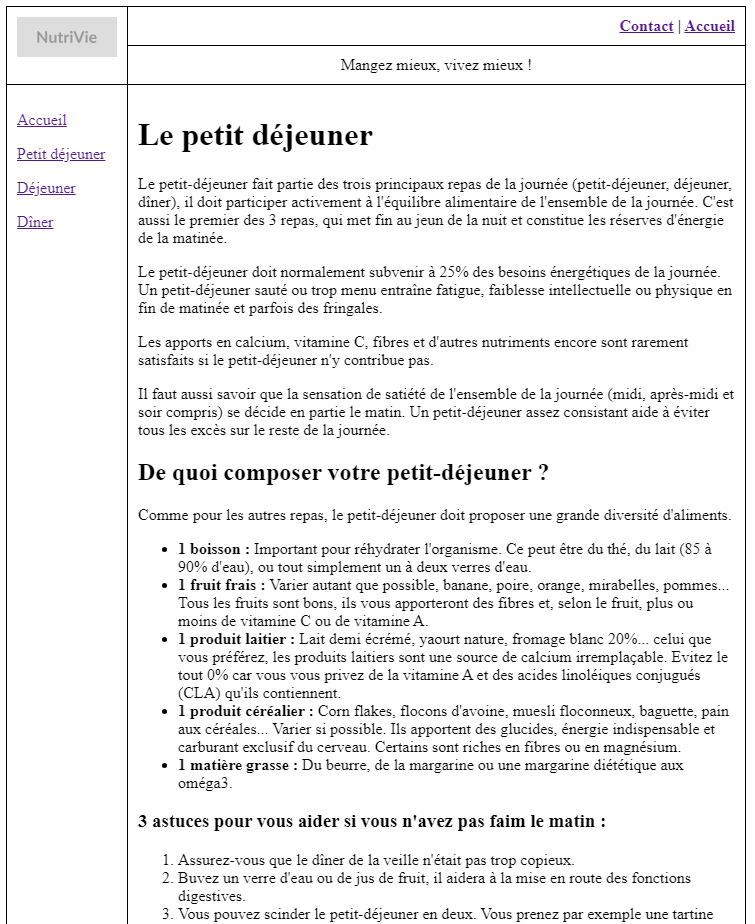 NutriVie
Contact | Accueil
Mangez mieux, vivez mieux !
Accueil
Petit déjeuner
Déjeuner
Dîner
Le petit déjeuner
Le petit-déjeuner fait partie des trois principaux repas de la journée (petit-déjeuner, déjeuner,
dîner), il doit participer activement à l'équilibre alimentaire de l'ensemble de la journée. C'est
aussi le premier des 3 repas, qui met fin au jeun de la nuit et constitue les réserves d'énergie
de la matinée.
Le petit-déjeuner doit normalement subvenir à 25% des besoins énergétiques de la journée.
Un petit-déjeuner sauté ou trop menu entraîne fatigue, faiblesse intellectuelle ou physique en
fin de matinée et parfois des fringales.
Les apports en calcium, vitamine C, fibres et d'autres nutriments encore sont rarement
satisfaits si le petit-déjeuner n'y contribue pas.
Il faut aussi savoir que la sensation de satiété de l'ensemble de la journée (midi, après-midi et
soir compris) se décide en partie le matin. Un petit-déjeuner assez consistant aide à éviter
tous les excès sur le reste de la journée.
De quoi composer votre petit-déjeuner ?
Comme pour les autres repas, le petit-déjeuner doit proposer une grande diversité d'aliments.
• 1 boisson : Important pour réhydrater l'organisme. Ce peut être du thé, du lait (85 à
90% d'eau), ou tout simplement un à deux verres d'eau.
• 1 fruit frais : Varier autant que possible, banane, poire, orange, mirabelles, pommes...
Tous les fruits sont bons, ils vous apporteront des fibres et, selon le fruit, plus ou
moins de vitamine C ou de vitamine A.
• 1 produit laitier : Lait demi écrémé, yaourt nature, fromage blanc 20%... celui que
vous préférez, les produits laitiers sont une source de calcium irremplaçable. Evitez le
tout 0% car vous vous privez de la vitamine A et des acides linoléiques conjugués
(CLA) qu'ils contiennent.
• 1 produit céréalier : Corn flakes, flocons d'avoine, muesli floconneux, baguette, pain
aux céréales... Varier si possible. Ils apportent des glucides, énergie indispensable et
carburant exclusif du cerveau. Certains sont riches en fibres ou en magnésium.
• 1 matière grasse : Du beurre, de la margarine ou une margarine diététique aux
oméga3.
3 astuces pour vous aider si vous n'avez pas faim le matin :
1. Assurez-vous que le dîner de la veille n'était pas trop copieux.
2. Buvez un verre d'eau ou de jus de fruit, il aidera à la mise en route des fonctions
digestives.
3. Vous pouvez scinder le petit-déjeuner en deux. Vous prenez par exemple une tartine